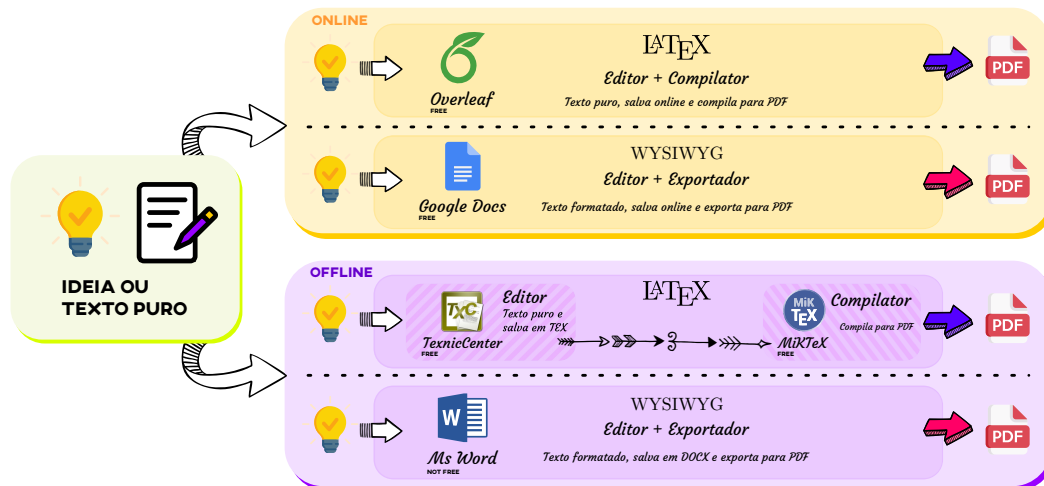 IDEIA OU
TEXTO PURO
ONLINE
Overleaf
FREE
LATEX
Editor + Compilator
Texto puro, salva online e compila para PDF
PDF
Google Docs
FREE
WYSIWYG
Editor + Exportador
Texto formatado, salva online e exporta para PDF
PDF
OFFLINE
TXC
TexnicCenter
FREE
Editor
Texto puro e
salva em TEX
LATEX
MiK
TEX
MiKTeX
FREE
Compilator
Compila para PDF
PDF
W
Ms Word
NOT FREE
WYSIWYG
Editor + Exportador
Texto formatado, salva em DOCX e exporta para PDF
PDF